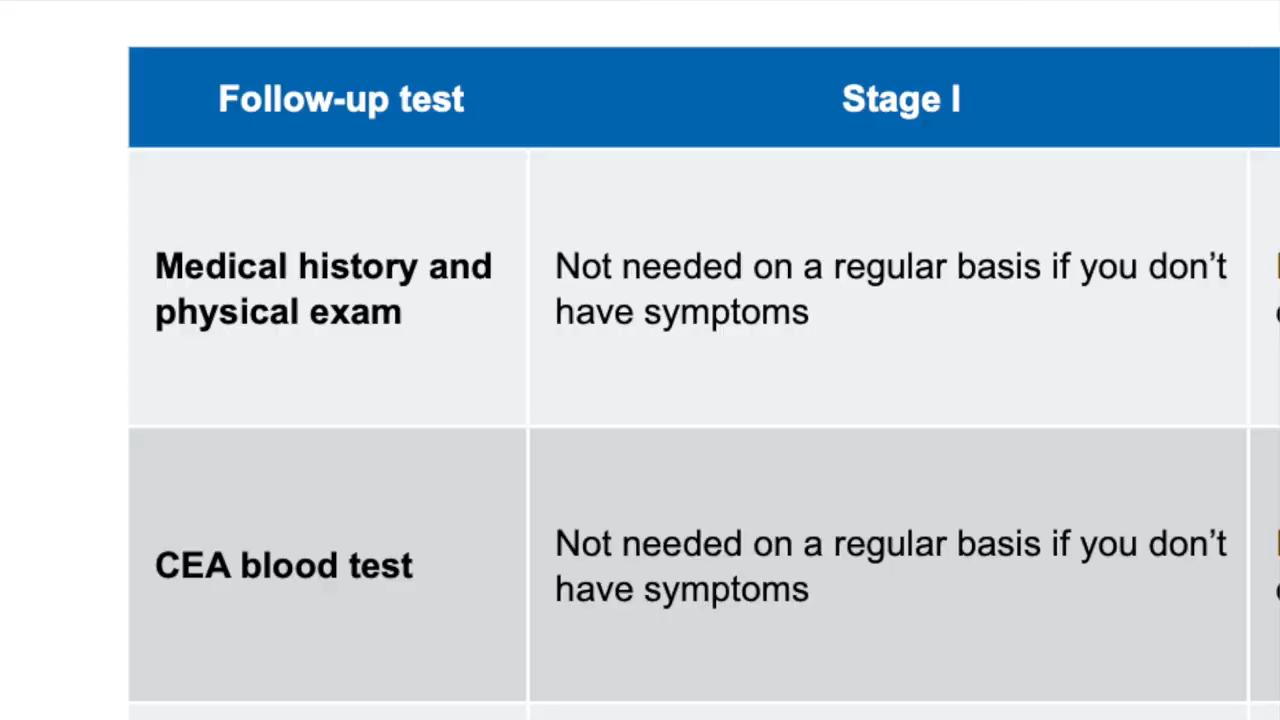 Follow-up test
Stage I
Medical history and
physical exam
Not needed on a regular basis if you don’t
have symptoms
CEA blood test
Not needed on a regular basis if you don’t
have symptoms